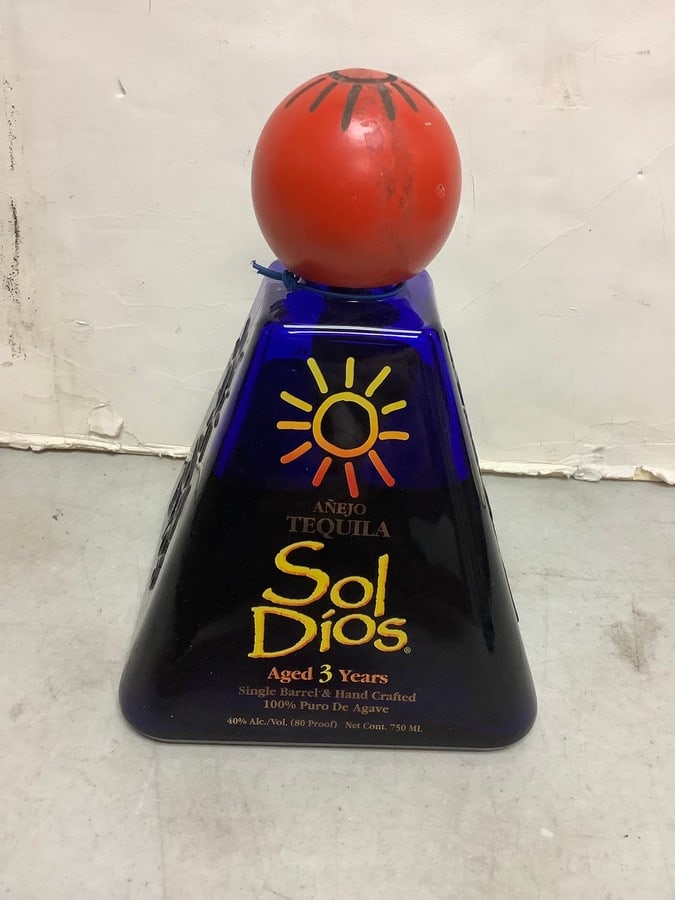 AÑEJO
TEQUILA
Sol
Díos®
Aged 3 Years
Single Barrel & Hand Crafted
100% Puro De Agave
40% Alc./Vol. (80 Proof) Net Cont. 750 ML